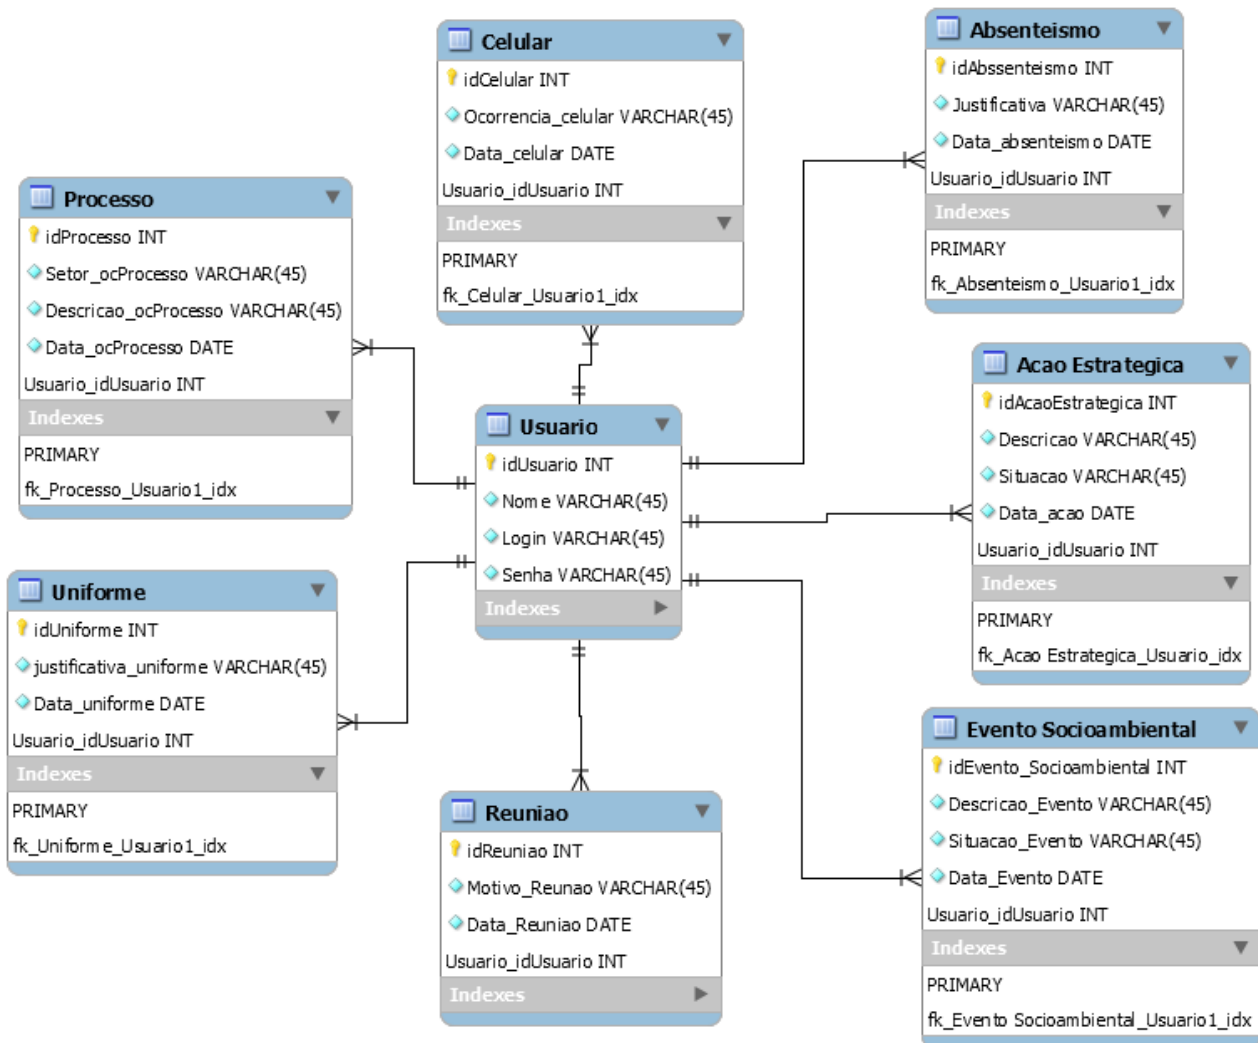 Celular
idCelular INT
Ocorrencia_celular VARCHAR(45)
Data_celular DATE
Usuario_idUsuario INT
Indexes
PRIMARY
fk_Celular_Usuario1_idx
Absenteismo
idAbssenteismo INT
Justificativa VARCHAR(45)
Data_absenteismo DATE
Usuario_idUsuario INT
Indexes
PRIMARY
fk_Absenteismo_Usuario1_idx
Processo
idProcesso INT
Setor_ocProcesso VARCHAR(45)
Descricao_ocProcesso VARCHAR(45)
Data_ocProcesso DATE
Usuario_idUsuario INT
Indexes
PRIMARY
fk_Processo_Usuario1_idx
Acao Estrategica
idAcaoEstrategica INT
Descricao VARCHAR(45)
Situacao VARCHAR(45)
Data_acao DATE
Usuario_idUsuario INT
Indexes
PRIMARY
fk_Acao Estrategica_Usuario_idx
Usuario
idUsuario INT
Nome VARCHAR(45)
Login VARCHAR(45)
Senha VARCHAR(45)
Indexes
Uniforme
idUniforme INT
justificativa_uniforme VARCHAR(45)
Data_uniforme DATE
Usuario_idUsuario INT
Indexes
PRIMARY
fk_Uniforme_Usuario1_idx
Reuniao
idReuniao INT
Motivo_Reunao VARCHAR(45)
Data_Reuniao DATE
Usuario_idUsuario INT
Indexes
Evento Socioambiental
idEvento_Socioambiental INT
Descricao_Evento VARCHAR(45)
Situacao_Evento VARCHAR(45)
Data_Evento DATE
Usuario_idUsuario INT
Indexes
PRIMARY
fk_Evento Socioambiental_Usuario1_idx